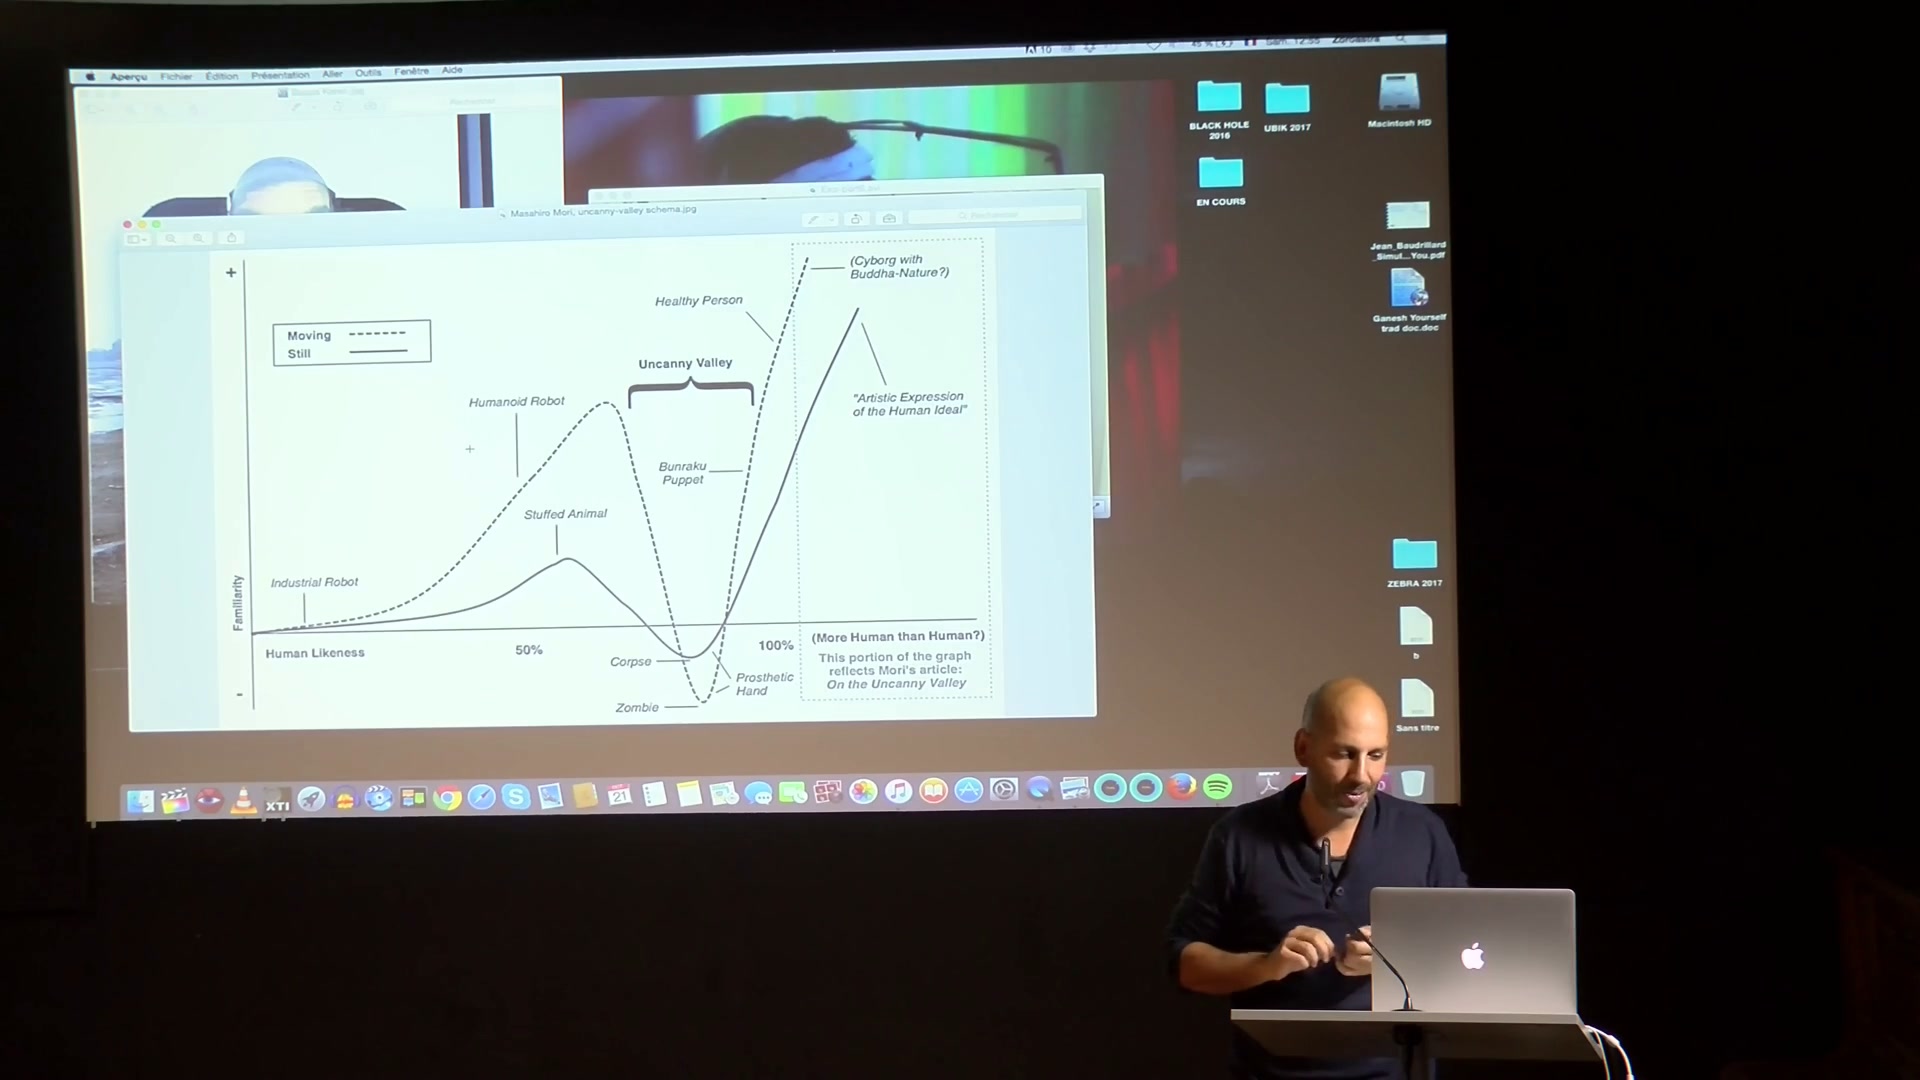 Aperçu Fichier Édition Présentation Aller Outils Fenêtre Aide
Masahiro Mori, uncanny-valley schema.jpg
Rechercher
+
Moving
Still
Humanoid Robot
Stuffed Animal
Industrial Robot
Familiarity
Human Likeness
50%
100%
-
Healthy Person
Uncanny Valley
Bunraku
Puppet
Corpse
Zombie
Prosthetic
Hand
(Cyborg with
Buddha-Nature?)
"Artistic Expression
of the Human Ideal"
(More Human than Human?)
This portion of the graph
reflects Mori's article:
On the Uncanny Valley
BLACK HOLE
2016
UBIK 2017
Macintosh HD
EN COURS
Jean_Baudrillard
_Simul...You.pdf
Ganesh Yourself
trad doc.doc
ZEBRA 2017
b
Sans titre
XTI
21